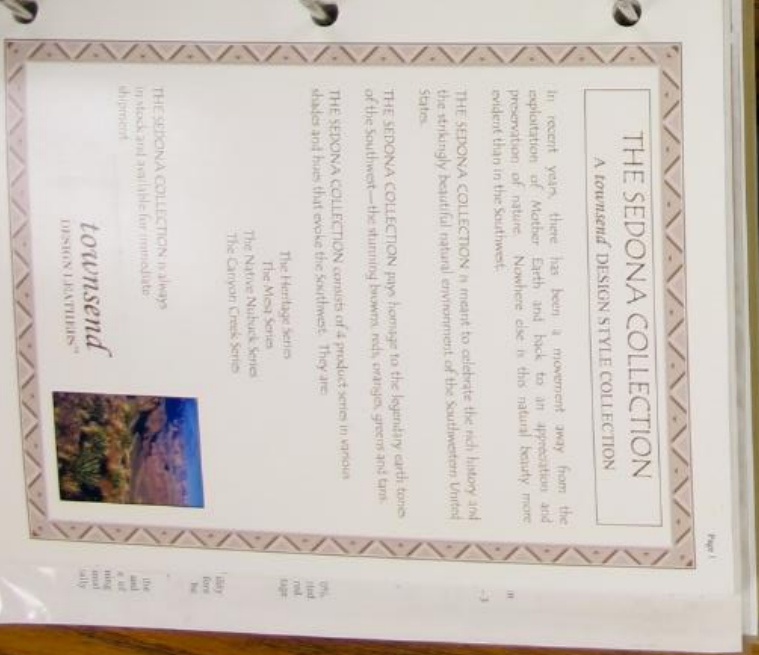 Page 1
THE SEDONA COLLECTION
A townsend DESIGN STYLE COLLECTION
In recent years, there has been a movement away from the
exploitation of Mother Earth and back to an appreciation and
preservation of nature. Nowhere else is this natural beauty more
evident than in the Southwest.
THE SEDONA COLLECTION is meant to celebrate the rich history and
the strikingly beautiful natural environment of the Southwestern United
States.
THE SEDONA COLLECTION pays homage to the legendary earth tones
of the Southwest—the stunning browns, reds, oranges, greens and tans.
THE SEDONA COLLECTION consists of 4 product series in various
shades and hues that evoke the Southwest. They are:
The Heritage Series
The Mesa Series
The Native Nubuck Series
The Canyon Creek Series
THE SEDONA COLLECTION is always
in stock and available for immediate
shipment.
townsend
DESIGN LEATHERS™